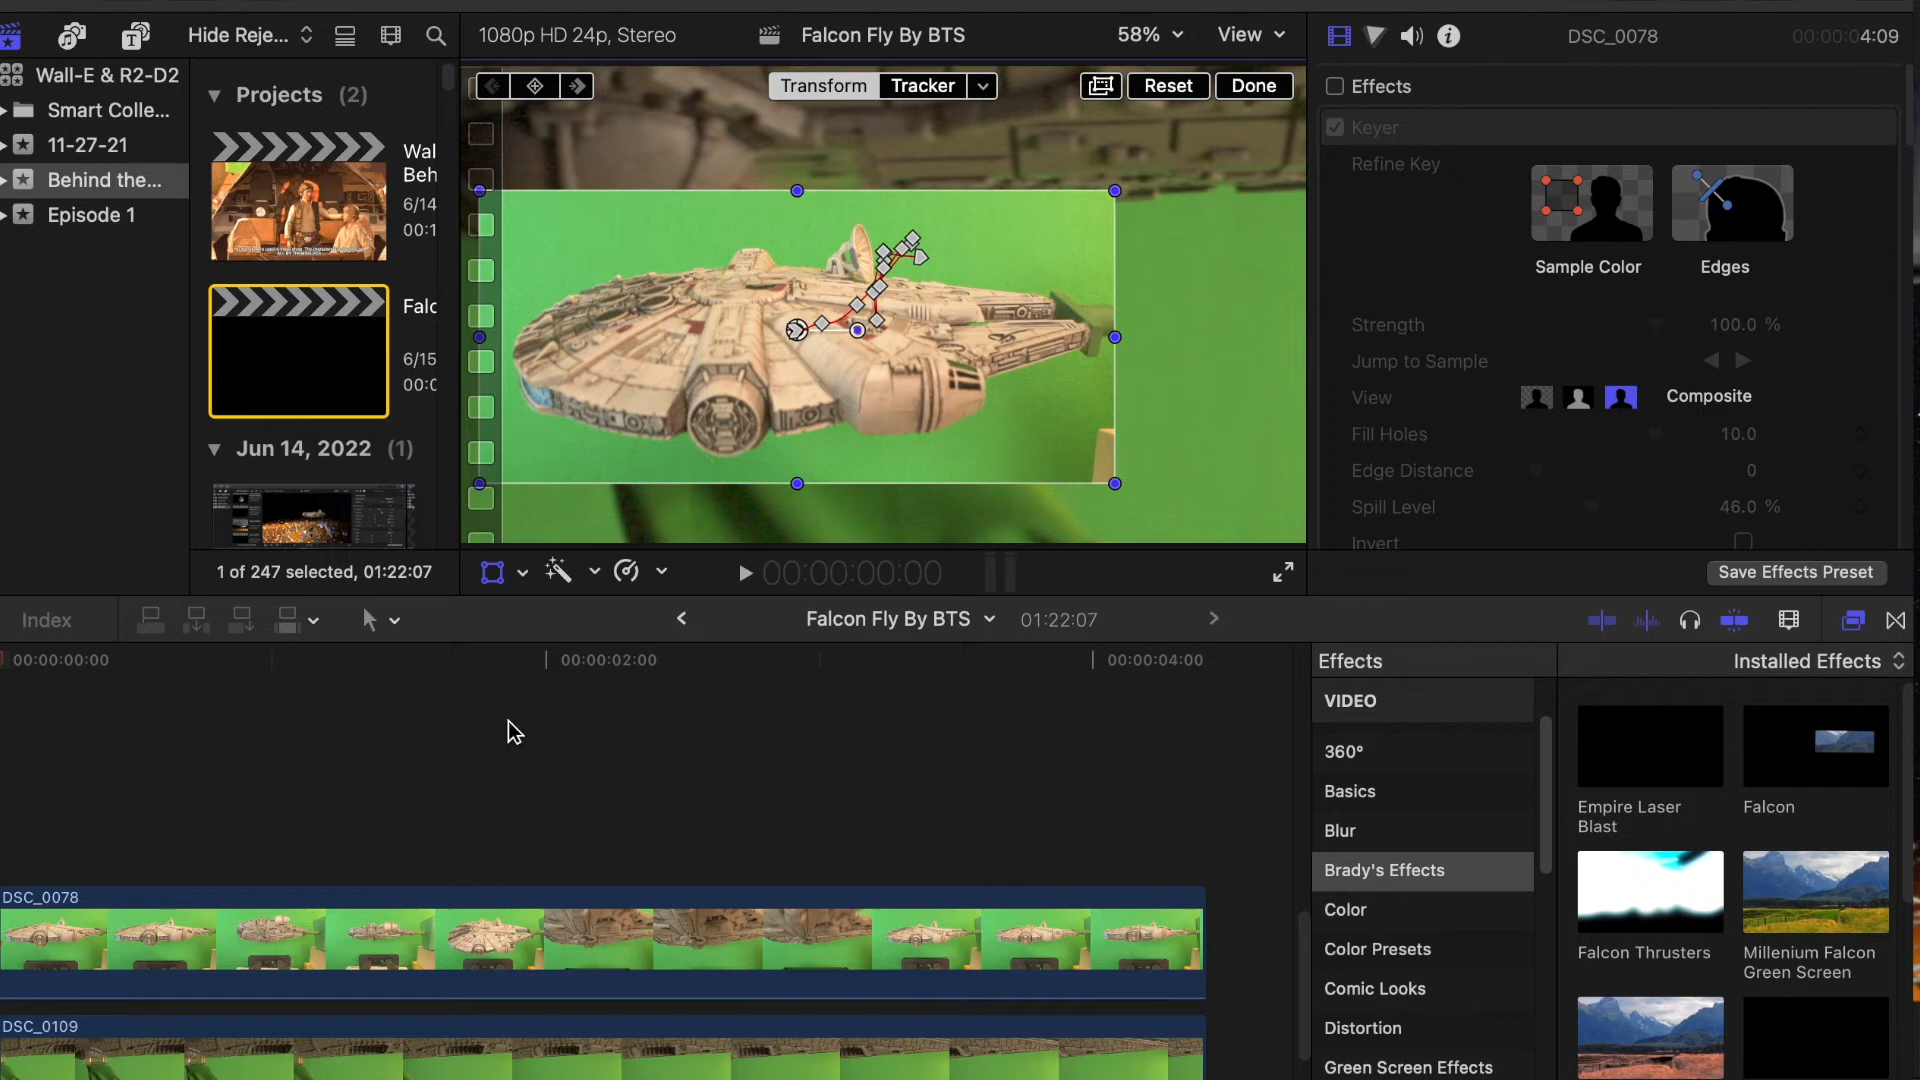 Hide Reje...
1080p HD 24p, Stereo
Falcon Fly By BTS
58%
View
DSC_0078
00:00:04:09
Wall-E & R2-D2
Smart Colle...
11-27-21
Behind the...
Episode 1
Projects (2)
Wal
Beh
6/14
00:1
Falc
6/15
00:0
Jun 14, 2022 (1)
1 of 247 selected, 01:22:07
Transform
Tracker
Reset
Done
00:00:00:00
Effects
Keyer
Refine Key
Sample Color
Edges
Strength
100.0 %
Jump to Sample
View
Composite
Fill Holes
10.0
Edge Distance
0
Spill Level
46.0 %
Invert
Save Effects Preset
Index
Falcon Fly By BTS
01:22:07
00:00:00:00
00:00:02:00
00:00:04:00
DSC_0078
DSC_0109
Effects
Installed Effects
VIDEO
360°
Basics
Blur
Brady's Effects
Color
Color Presets
Comic Looks
Distortion
Green Screen Effects
Empire Laser
Blast
Falcon
Falcon Thrusters
Millenium Falcon
Green Screen